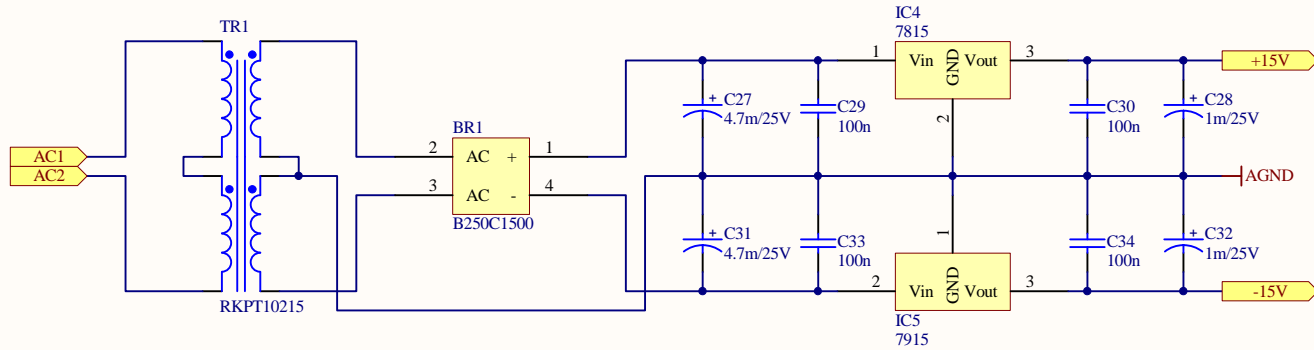 TR1
AC1
AC2
RKPT10215
BR1
2
AC
+
1
3
AC
-
4
B250C1500
+
C27
4.7m/25V
C29
100n
IC4
7815
1
Vin
GND
Vout
3
2
C30
100n
+
C28
1m/25V
+15V
AGND
+
C31
4.7m/25V
C33
100n
1
2
Vin
GND
Vout
3
IC5
7915
C34
100n
+
C32
1m/25V
-15V